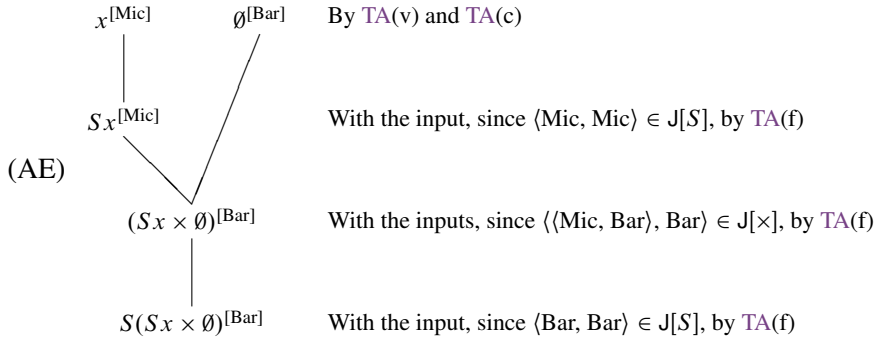 x^[Mic] ∅^[Bar] By TA(v) and TA(c)
Sx^[Mic] With the input, since ⟨Mic, Mic⟩ ∈ J[S], by TA(f)
(AE)
(Sx × ∅)^[Bar] With the inputs, since ⟨⟨Mic, Bar⟩, Bar⟩ ∈ J[×], by TA(f)
S(Sx × ∅)^[Bar] With the input, since ⟨Bar, Bar⟩ ∈ J[S], by TA(f)